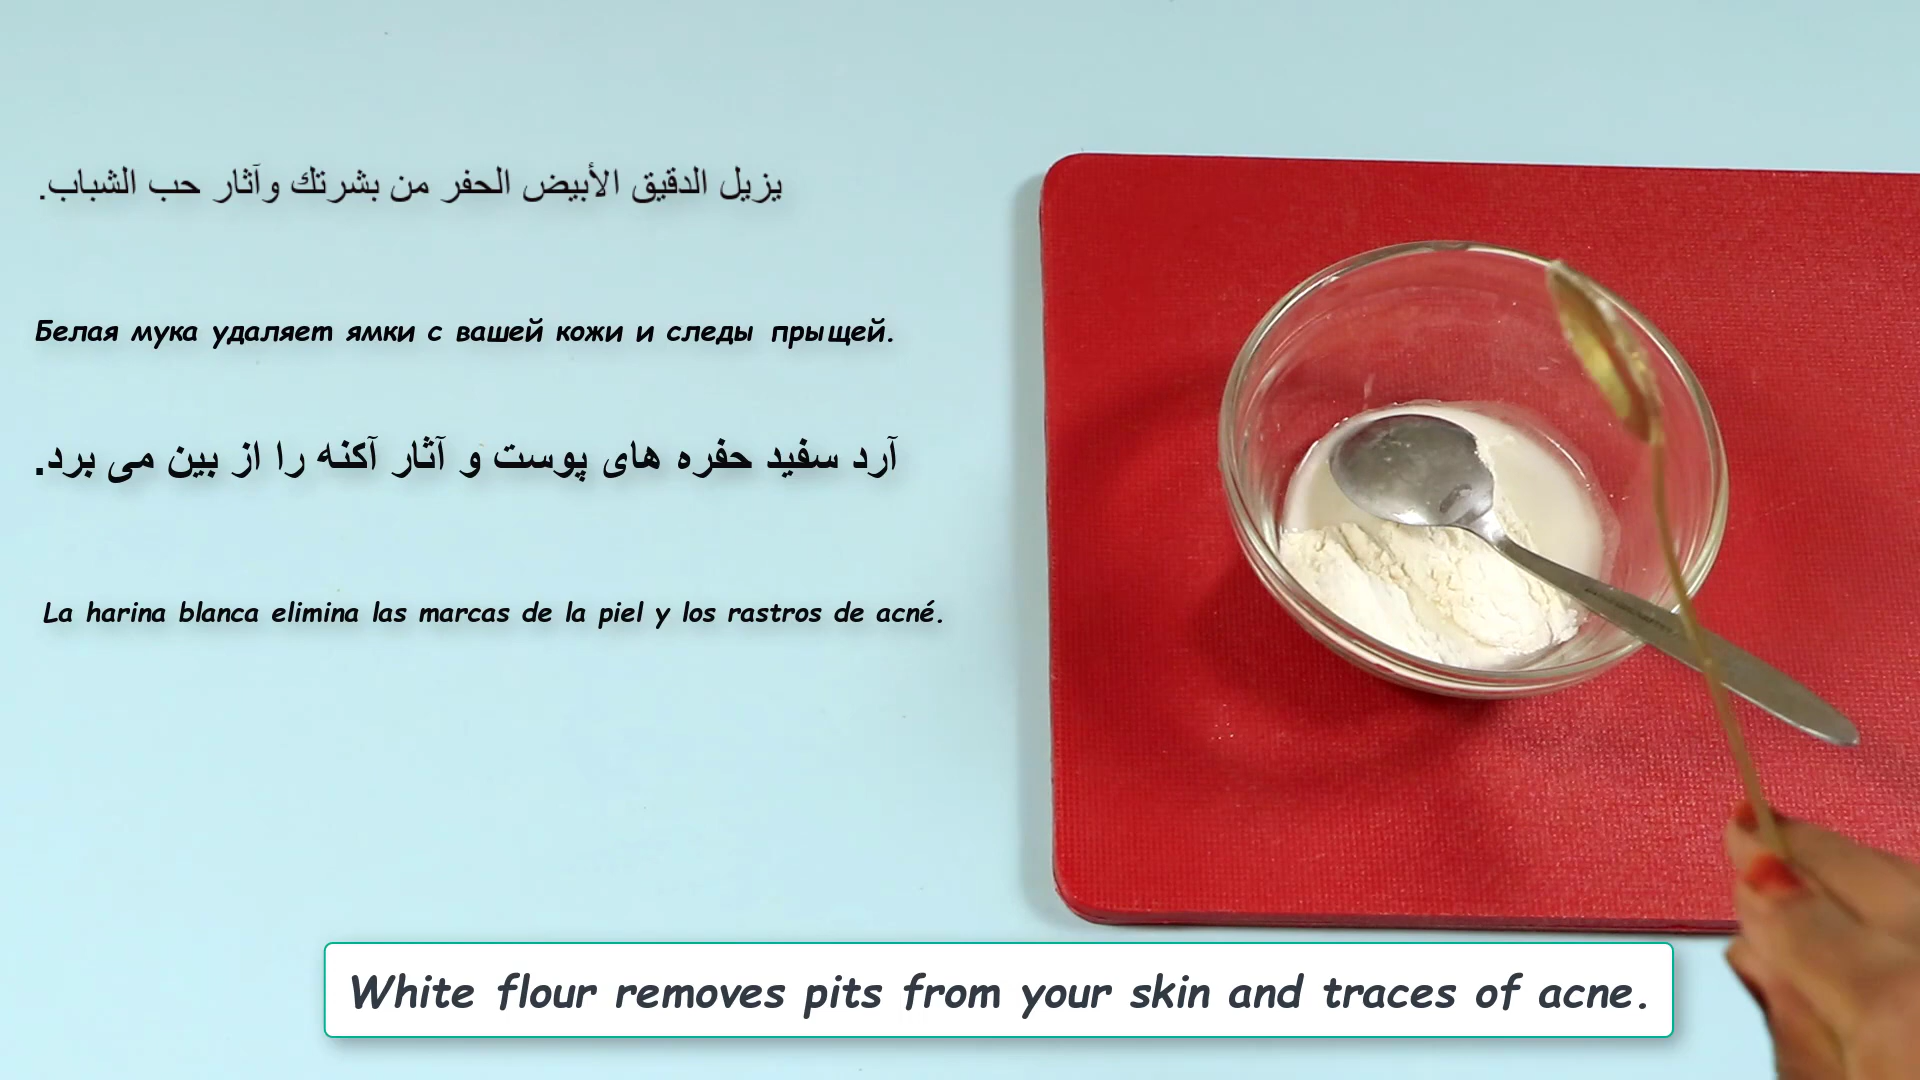 يزيل الدقيق الأبيض الحفر من بشرتك وآثار حب الشباب.
Белая мука удаляет ямки с вашей кожи и следы прыщей.
آرد سفید حفره های پوست و آثار آکنه را از بین می برد.
La harina blanca elimina las marcas de la piel y los rastros de acné.
White flour removes pits from your skin and traces of acne.